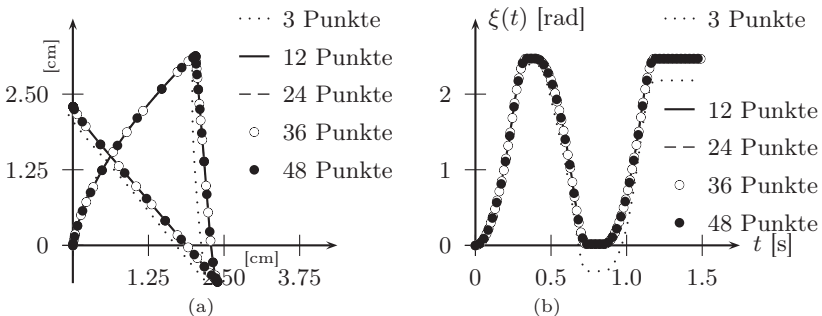 [cm]
2.50
1.25
0
1.25
2.50
3.75
[cm]
3 Punkte
12 Punkte
24 Punkte
36 Punkte
48 Punkte
(a)
ξ(t) [rad]
2
1
0
0
0.5
1.0
1.5
t [s]
3 Punkte
12 Punkte
24 Punkte
36 Punkte
48 Punkte
(b)